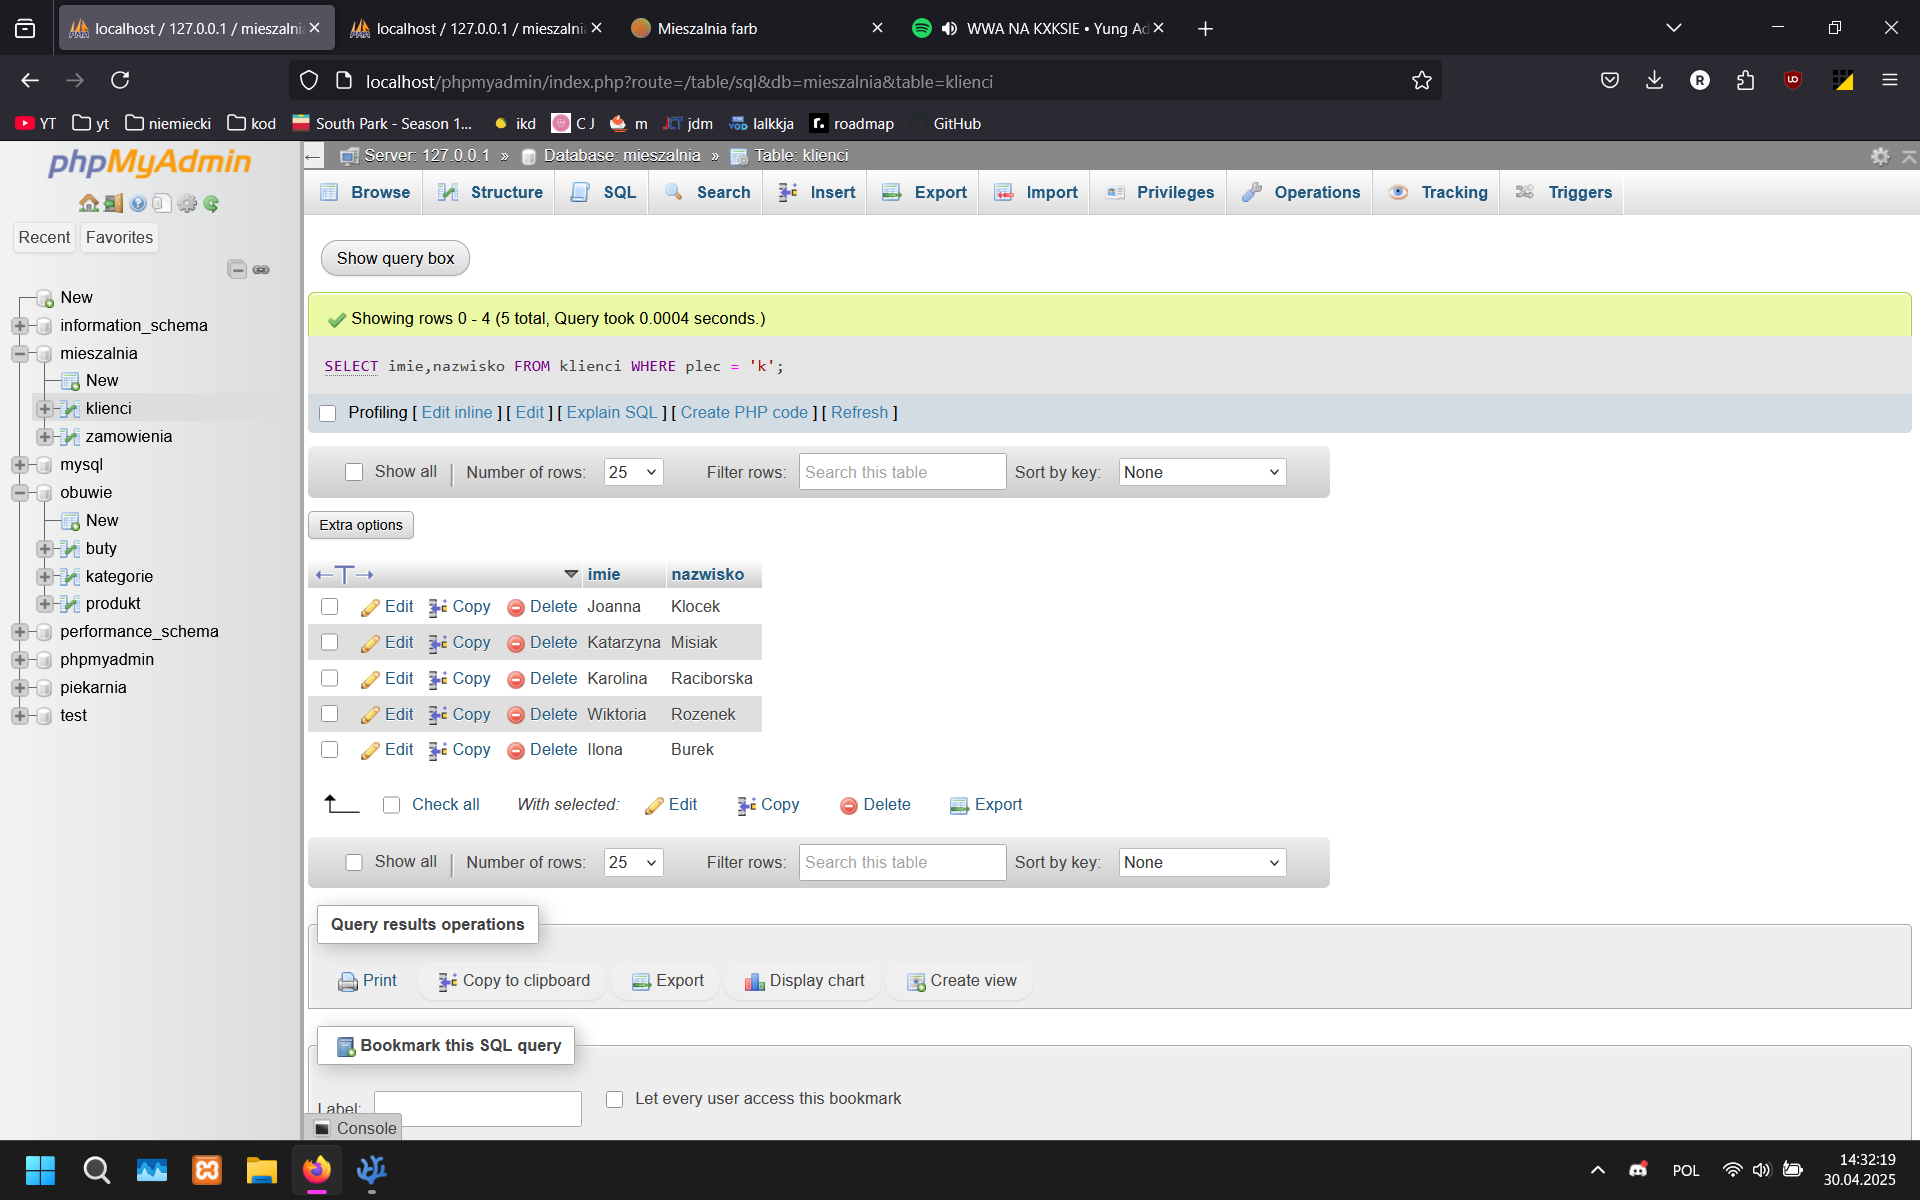 localhost / 127.0.0.1 / mieszalni
localhost / 127.0.0.1 / mieszalni
Mieszalnia farb
WWA NA KXKSIE • Yung Ad
localhost/phpmyadmin/index.php?route=/table/sql&db=mieszalnia&table=klienci
YT
yt
niemiecki
kod
South Park - Season 1...
ikd
C J
m
jdm
lalkkja
roadmap
GitHub
phpMyAdmin
Recent
Favorites
New
information_schema
mieszalnia
New
klienci
zamowienia
mysql
obuwie
New
buty
kategorie
produkt
performance_schema
phpmyadmin
piekarnia
test
Server: 127.0.0.1 » Database: mieszalnia » Table: klienci
Browse
Structure
SQL
Search
Insert
Export
Import
Privileges
Operations
Tracking
Triggers
Show query box
Showing rows 0 - 4 (5 total, Query took 0.0004 seconds.)
SELECT imie,nazwisko FROM klienci WHERE plec = 'k';
Profiling [ Edit inline ] [ Edit ] [ Explain SQL ] [ Create PHP code ] [ Refresh ]
Show all | Number of rows: 25 Filter rows: Search this table Sort by key: None
Extra options
imie nazwisko
Edit Copy Delete Joanna Klocek
Edit Copy Delete Katarzyna Misiak
Edit Copy Delete Karolina Raciborska
Edit Copy Delete Wiktoria Rozenek
Edit Copy Delete Ilona Burek
Check all With selected: Edit Copy Delete Export
Show all | Number of rows: 25 Filter rows: Search this table Sort by key: None
Query results operations
Print Copy to clipboard Export Display chart Create view
Bookmark this SQL query
Label:
Let every user access this bookmark
Console
POL
14:32:19
30.04.2025